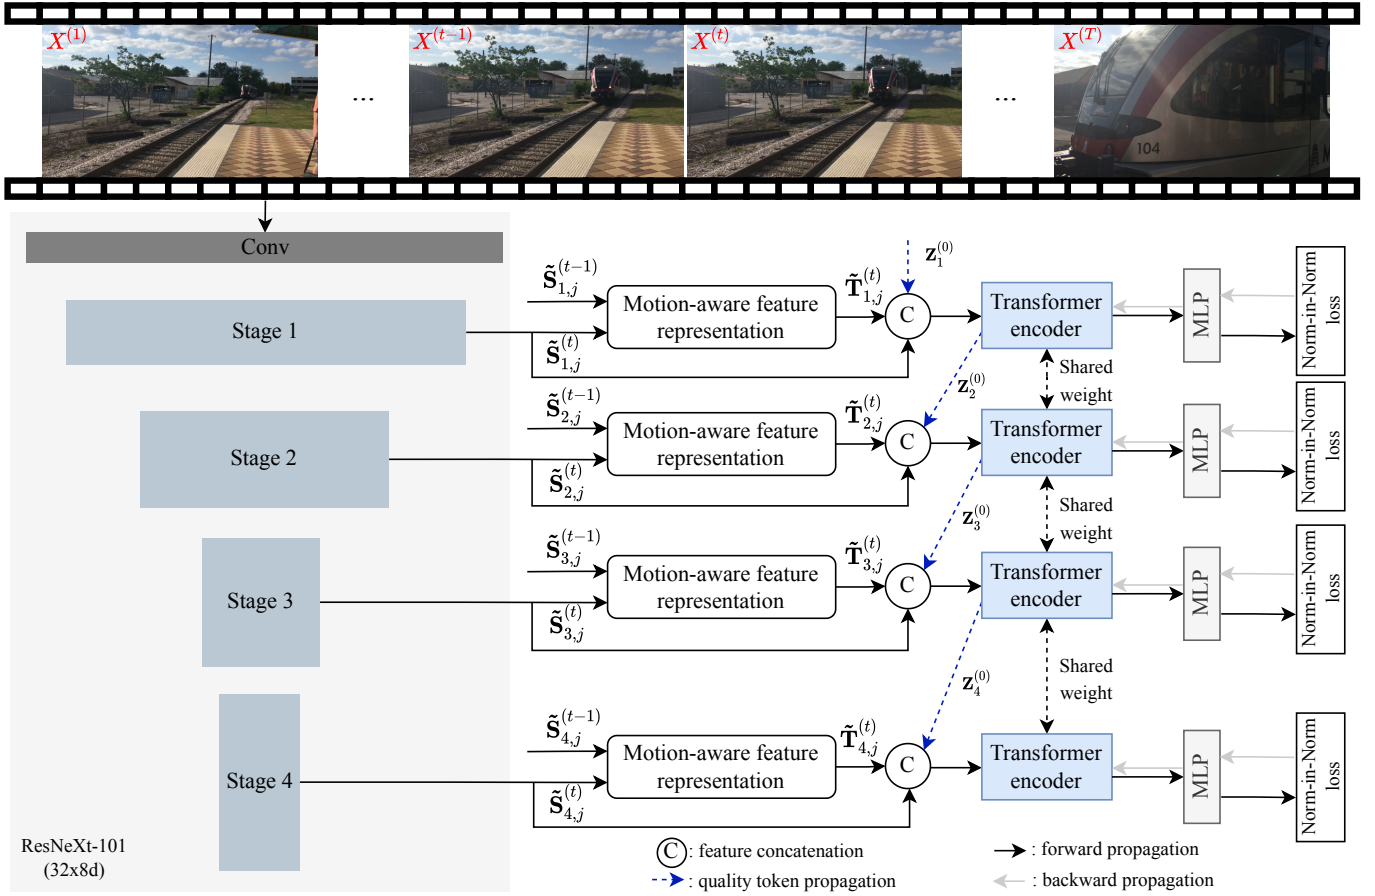 X^{(1)} ... X^{(t−1)} X^{(t)} ... X^{(T)}
104
Conv
Stage 1
Stage 2
Stage 3
Stage 4
ResNeXt-101
(32x8d)
S̃_{1,j}^{(t−1)}
S̃_{1,j}^{(t)}
Motion-aware feature
representation
T̃_{1,j}^{(t)}
z_1^{(0)}
C
Transformer
encoder
MLP
Norm-in-Norm
loss
z_2^{(0)}
Shared
weight
S̃_{2,j}^{(t−1)}
S̃_{2,j}^{(t)}
Motion-aware feature
representation
T̃_{2,j}^{(t)}
C
Transformer
encoder
MLP
Norm-in-Norm
loss
z_3^{(0)}
Shared
weight
S̃_{3,j}^{(t−1)}
S̃_{3,j}^{(t)}
Motion-aware feature
representation
T̃_{3,j}^{(t)}
C
Transformer
encoder
MLP
Norm-in-Norm
loss
z_4^{(0)}
Shared
weight
S̃_{4,j}^{(t−1)}
S̃_{4,j}^{(t)}
Motion-aware feature
representation
T̃_{4,j}^{(t)}
C
Transformer
encoder
MLP
Norm-in-Norm
loss
C : feature concatenation
: forward propagation
: quality token propagation
: backward propagation